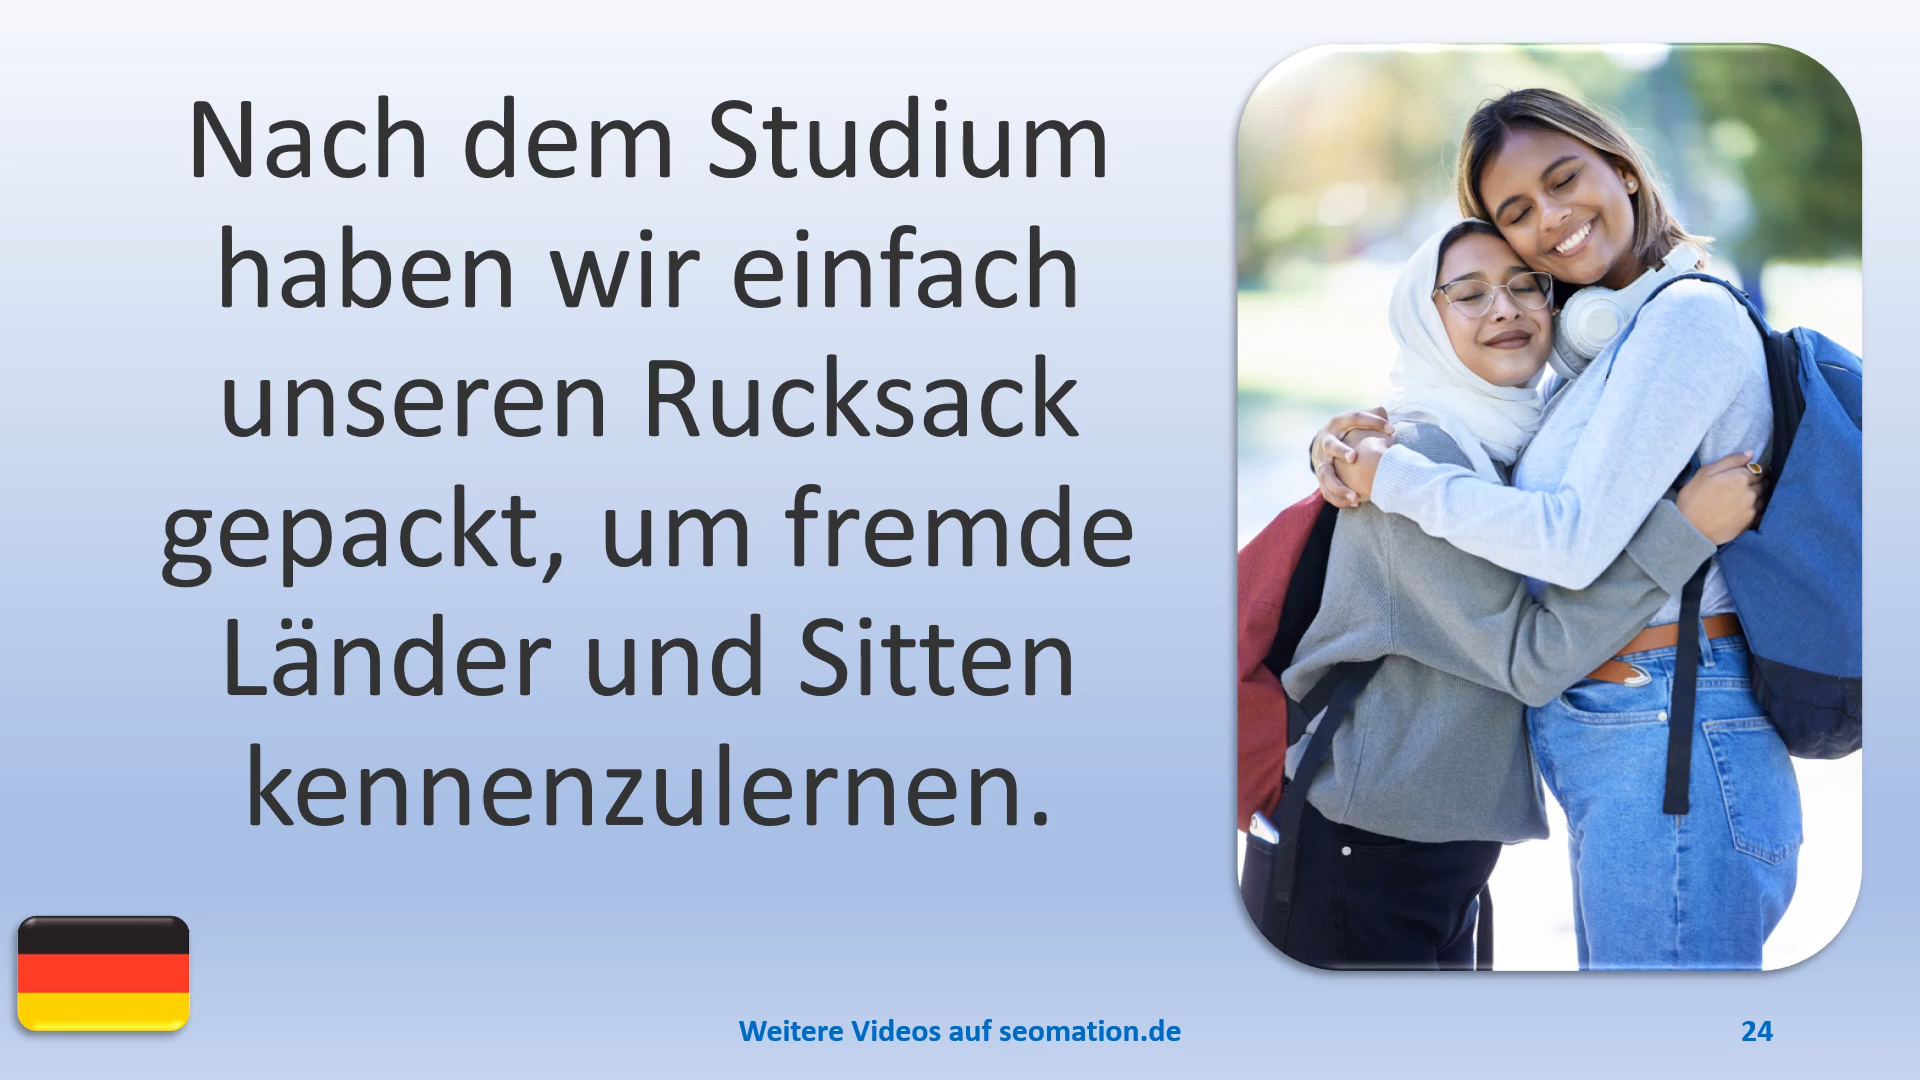 Nach dem Studium
haben wir einfach
unseren Rucksack
gepackt, um fremde
Länder und Sitten
kennenzulernen.
Weitere Videos auf seomation.de
24